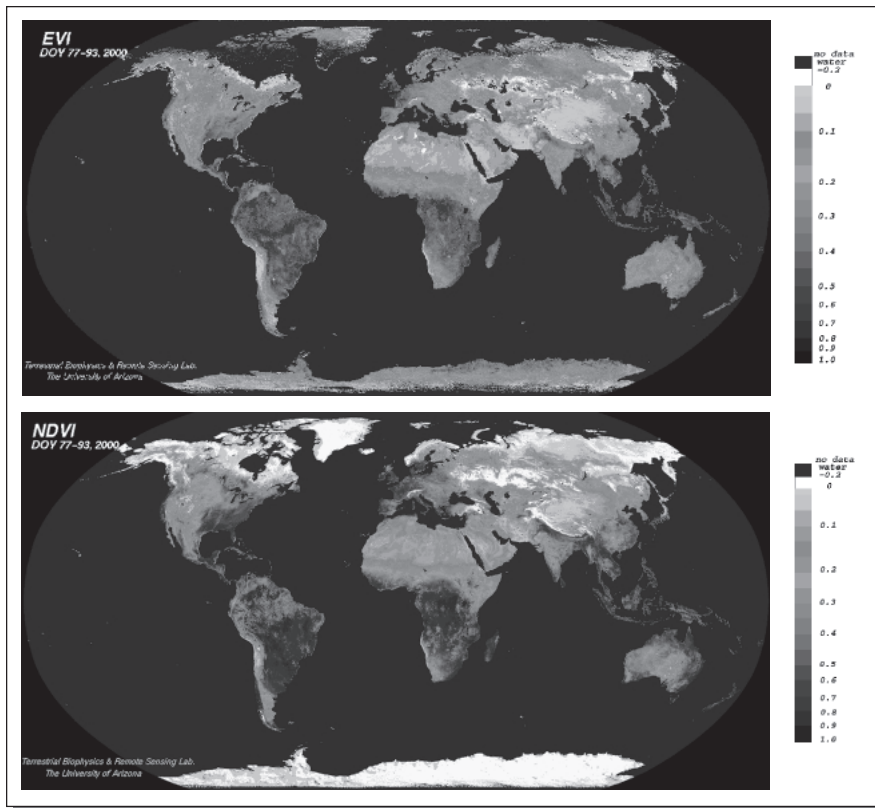 EVI
DOY 77-93, 2000
no data
water
-0.2
0
0.1
0.2
0.3
0.4
0.5
0.6
0.7
0.8
0.9
1.0
Terrestrial Biophysics & Remote Sensing Lab.
The University of Arizona
NDVI
DOY 77-93, 2000
no data
water
-0.2
0
0.1
0.2
0.3
0.4
0.5
0.6
0.7
0.8
0.9
1.0
Terrestrial Biophysics & Remote Sensing Lab.
The University of Arizona